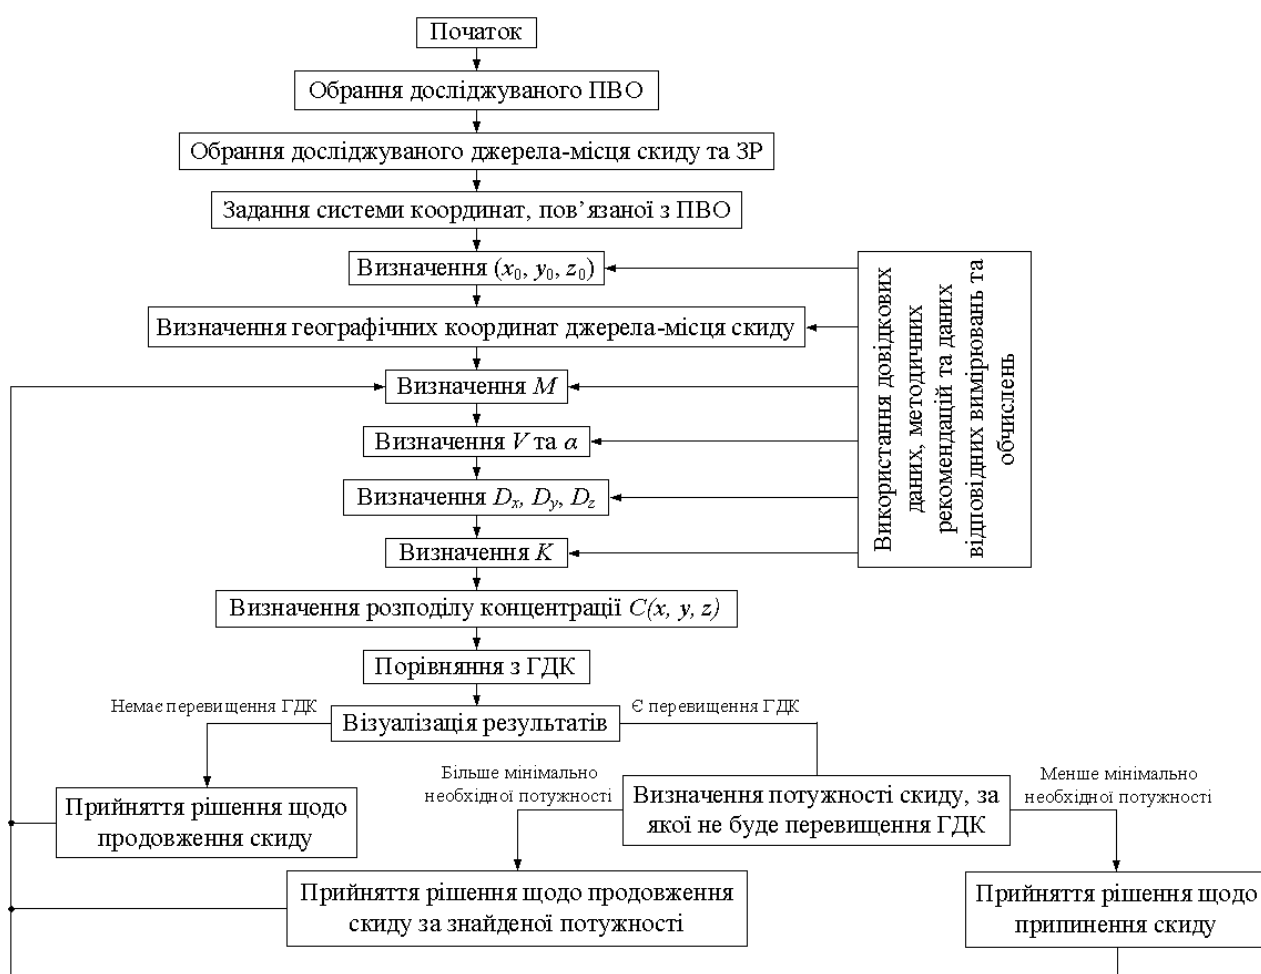 Початок
Обрання досліджуваного ПВО
Обрання досліджуваного джерела-місця скиду та ЗР
Задання системи координат, пов’язаної з ПВО
Визначення (x₀, y₀, z₀)
Визначення географічних координат джерела-місця скиду
Визначення M
Визначення V та α
Визначення Dₓ, Dᵧ, D_z
Визначення K
Використання довідкових
даних, методичних
рекомендацій та даних
відповідних вимірювань та
обчислень
Визначення розподілу концентрації C(x, y, z)
Порівняння з ГДК
Візуалізація результатів
Немає перевищення ГДК
Є перевищення ГДК
Прийняття рішення щодо
продовження скиду
Більше мінімально
необхідної потужності
Визначення потужності скиду, за
якої не буде перевищення ГДК
Менше мінімально
необхідної потужності
Прийняття рішення щодо продовження
скиду за знайденої потужності
Прийняття рішення щодо
припинення скиду